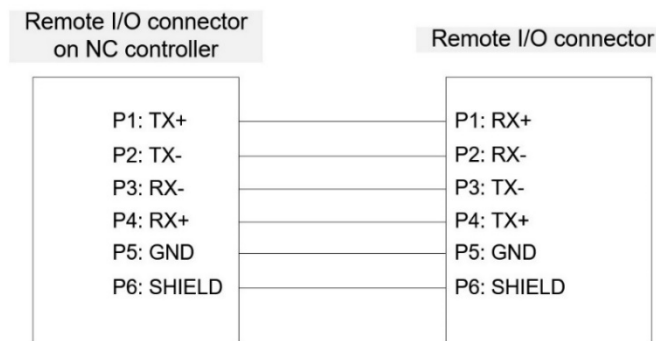 Remote I/O connector
on NC controller
Remote I/O connector
P1: TX+
P2: TX-
P3: RX-
P4: RX+
P5: GND
P6: SHIELD
P1: RX+
P2: RX-
P3: TX-
P4: TX+
P5: GND
P6: SHIELD